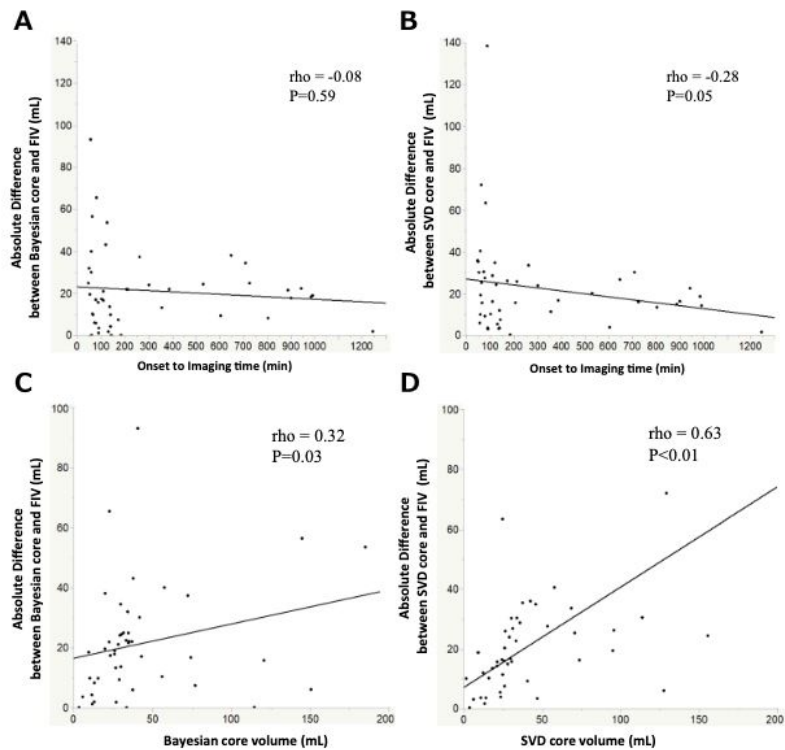 A
Absolute Difference
between Bayesian core and FIV (mL)
140
120
100
80
60
40
20
0
rho = -0.08
P=0.59
0 100 200 300 400 500 600 700 800 900 1000 1200
Onset to Imaging time (min)
B
Absolute Difference
between SVD core and FIV (mL)
140
120
100
80
60
40
20
0
rho = -0.28
P=0.05
0 100 200 300 400 500 600 700 800 900 1000 1200
Onset to Imaging time (min)
C
Absolute Difference
between Bayesian core and FIV (mL)
100
80
60
40
20
0
rho = 0.32
P=0.03
0 50 100 150 200
Bayesian core volume (mL)
D
Absolute Difference
between SVD core and FIV (mL)
100
80
60
40
20
0
rho = 0.63
P<0.01
0 50 100 150 200
SVD core volume (mL)